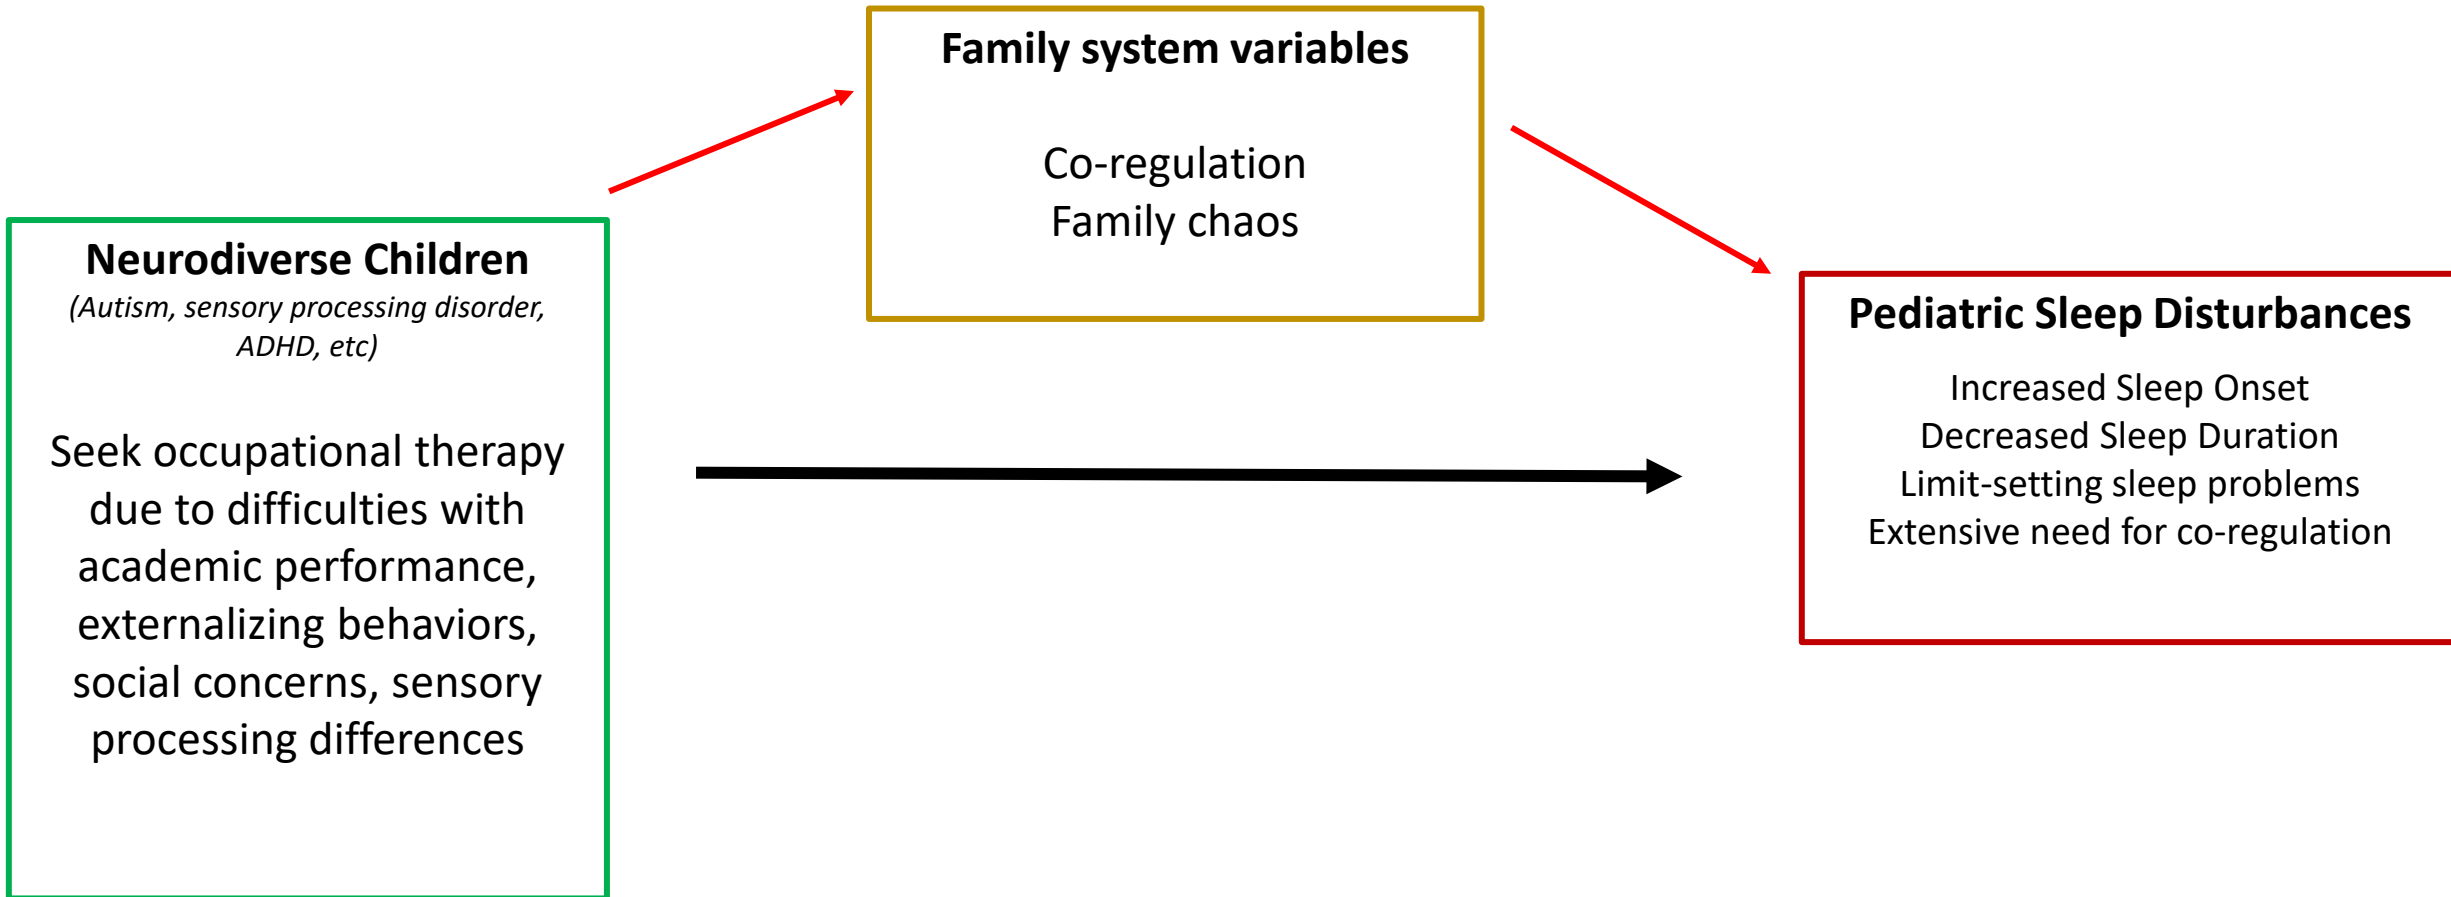 Family system variables
Co-regulation
Family chaos
Neurodiverse Children
(Autism, sensory processing disorder,
ADHD, etc)
Seek occupational therapy
due to difficulties with
academic performance,
externalizing behaviors,
social concerns, sensory
processing differences
Pediatric Sleep Disturbances
Increased Sleep Onset
Decreased Sleep Duration
Limit-setting sleep problems
Extensive need for co-regulation